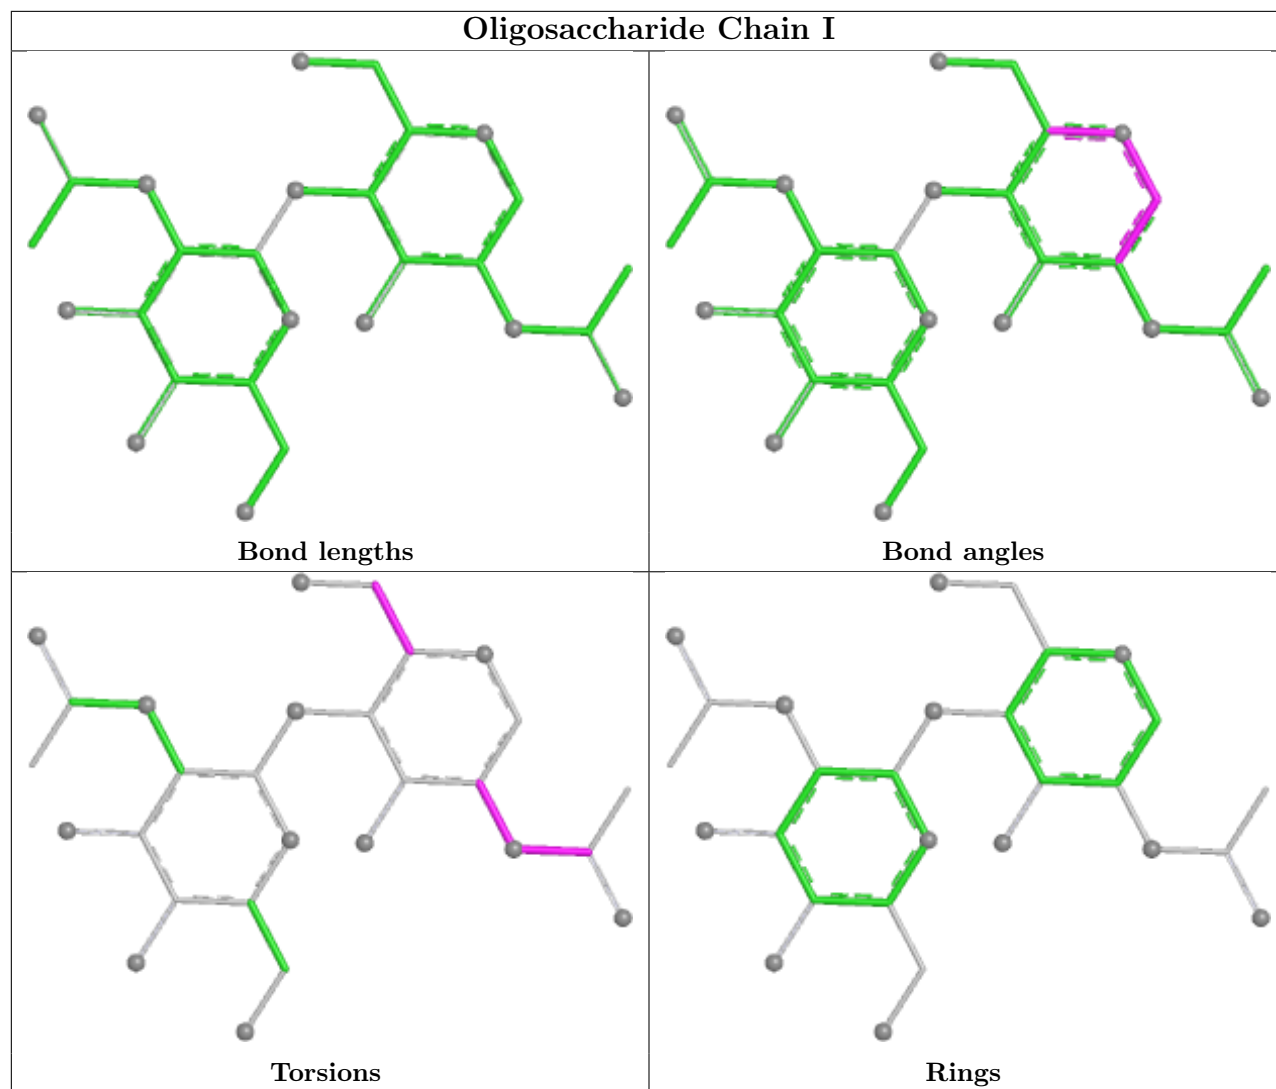 Oligosaccharide Chain I
Bond lengths
Bond angles
Torsions
Rings